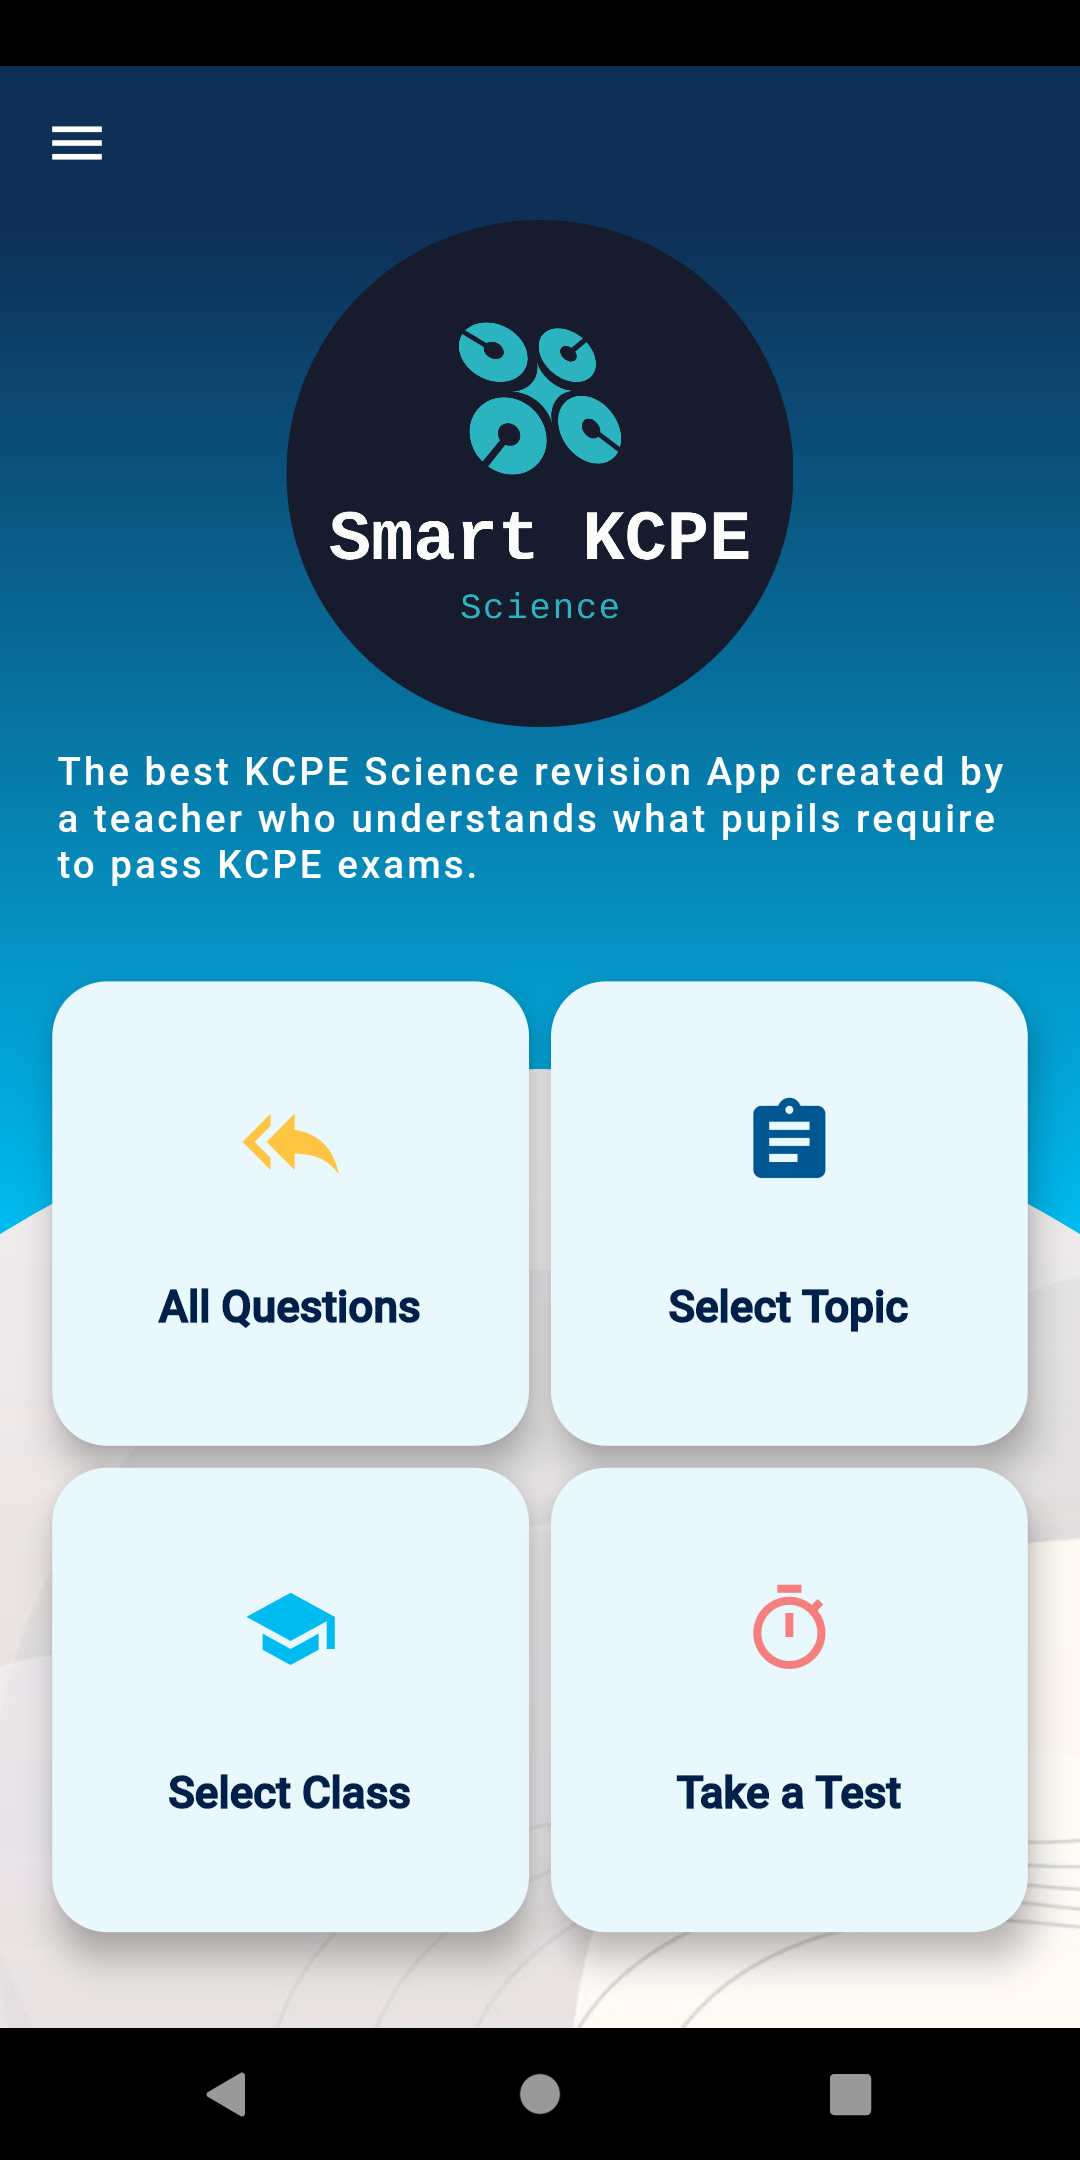 Smart KCPE
Science
The best KCPE Science revision App created by
a teacher who understands what pupils require
to pass KCPE exams.
All Questions
Select Topic
Select Class
Take a Test